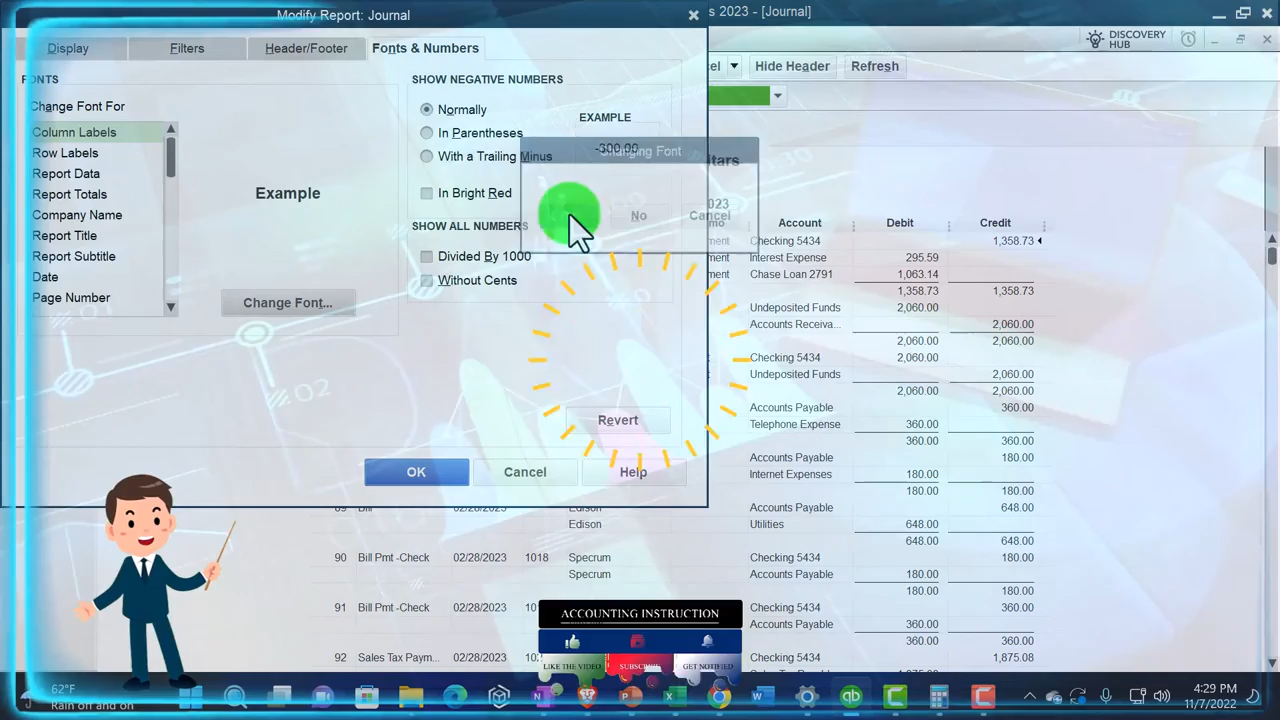 Modify Report: Journal
s 2023 - [Journal]
DISCOVERY
HUB
Display
Filters
Header/Footer
Fonts & Numbers
Hide Header
Refresh
FONTS
Change Font For
Column Labels
Row Labels
Report Data
Report Totals
Company Name
Report Title
Report Subtitle
Date
Page Number
Example
Change Font...
SHOW NEGATIVE NUMBERS
Normally
In Parentheses
With a Trailing Minus
In Bright Red
EXAMPLE
-300.00
Changing Font
No
Cancel
SHOW ALL NUMBERS
Divided By 1000
Without Cents
Revert
OK
Cancel
Help
Account Debit Credit
Checking 5434 1,358.73
Interest Expense 295.59
Chase Loan 2791 1,063.14
1,358.73 1,358.73
Undeposited Funds 2,060.00
Accounts Receiva... 2,060.00
2,060.00 2,060.00
Checking 5434 2,060.00
Undeposited Funds 2,060.00
2,060.00 2,060.00
Accounts Payable 360.00
Telephone Expense 360.00
360.00 360.00
Accounts Payable 180.00
Internet Expenses 180.00
180.00 180.00
Accounts Payable 648.00
Edison Utilities 648.00
648.00 648.00
90 Bill Pmt -Check 02/28/2023 1018 Specrum Checking 5434 180.00
Specrum Accounts Payable 180.00
180.00 180.00
91 Bill Pmt -Check 02/28/2023 Checking 5434 360.00
Accounts Payable 360.00
360.00 360.00
92 Sales Tax Paym... 02/28/2023 Checking 5434 1,875.08
ACCOUNTING INSTRUCTION
LIKE THE VIDEO
SUBSCRIBE
GET NOTIFIED
62°F
Rain off and on
4:29 PM
11/7/2022